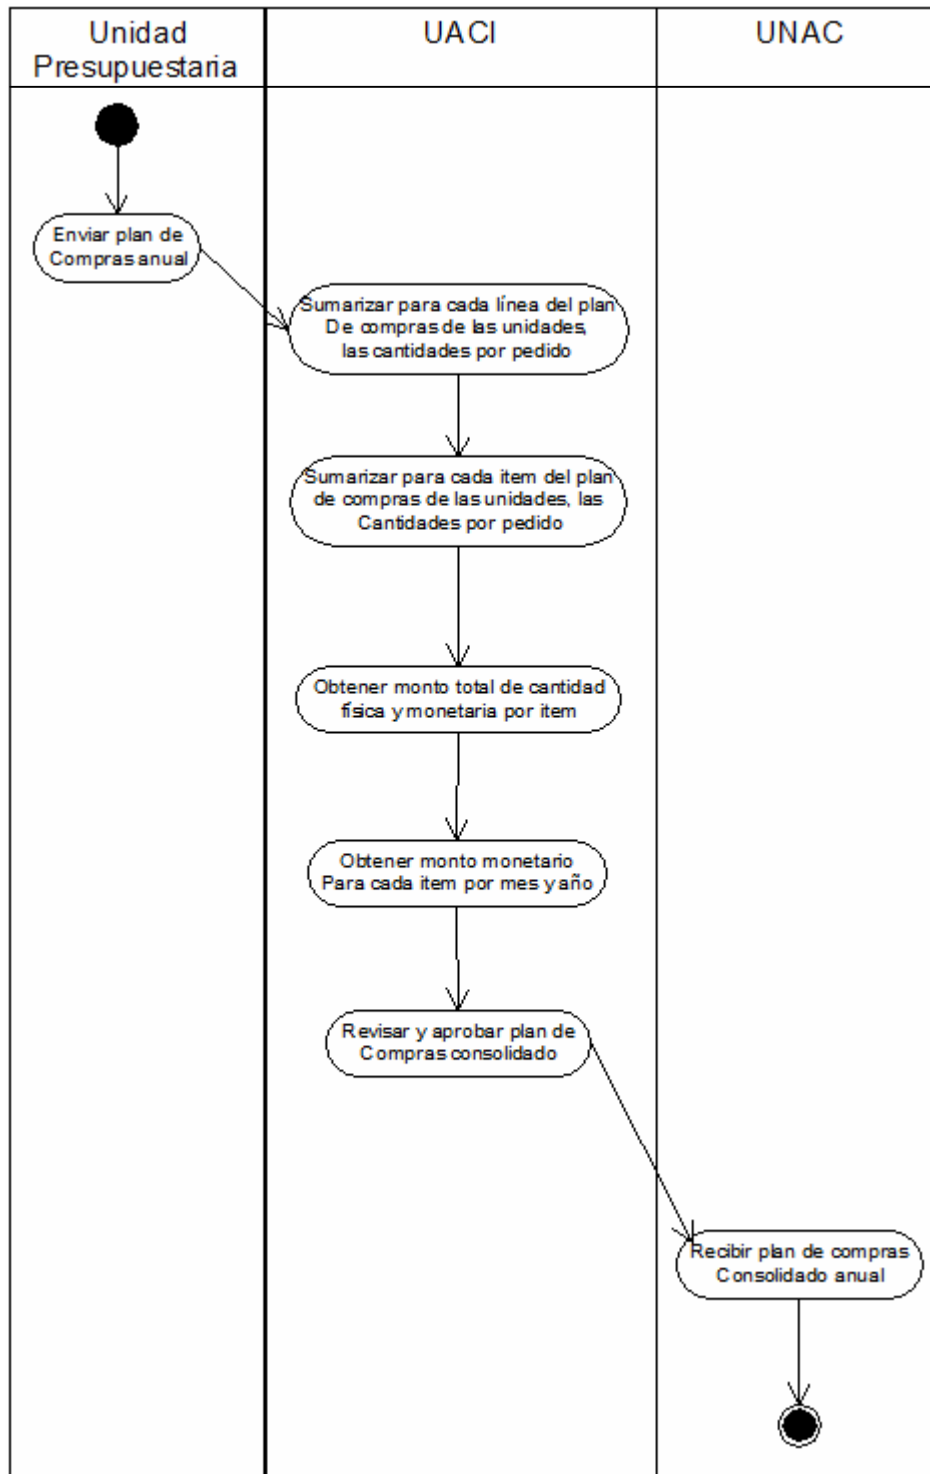 Unidad
Presupuestaria
UACI
UNAC
Enviar plan de
Compras anual
Sumarizar para cada línea del plan
De compras de las unidades,
las cantidades por pedido
Sumarizar para cada item del plan
de compras de las unidades, las
Cantidades por pedido
Obtener monto total de cantidad
física y monetaria por item
Obtener monto monetario
Para cada item por mes y año
Revisar y aprobar plan de
Compras consolidado
Recibir plan de compras
Consolidado anual